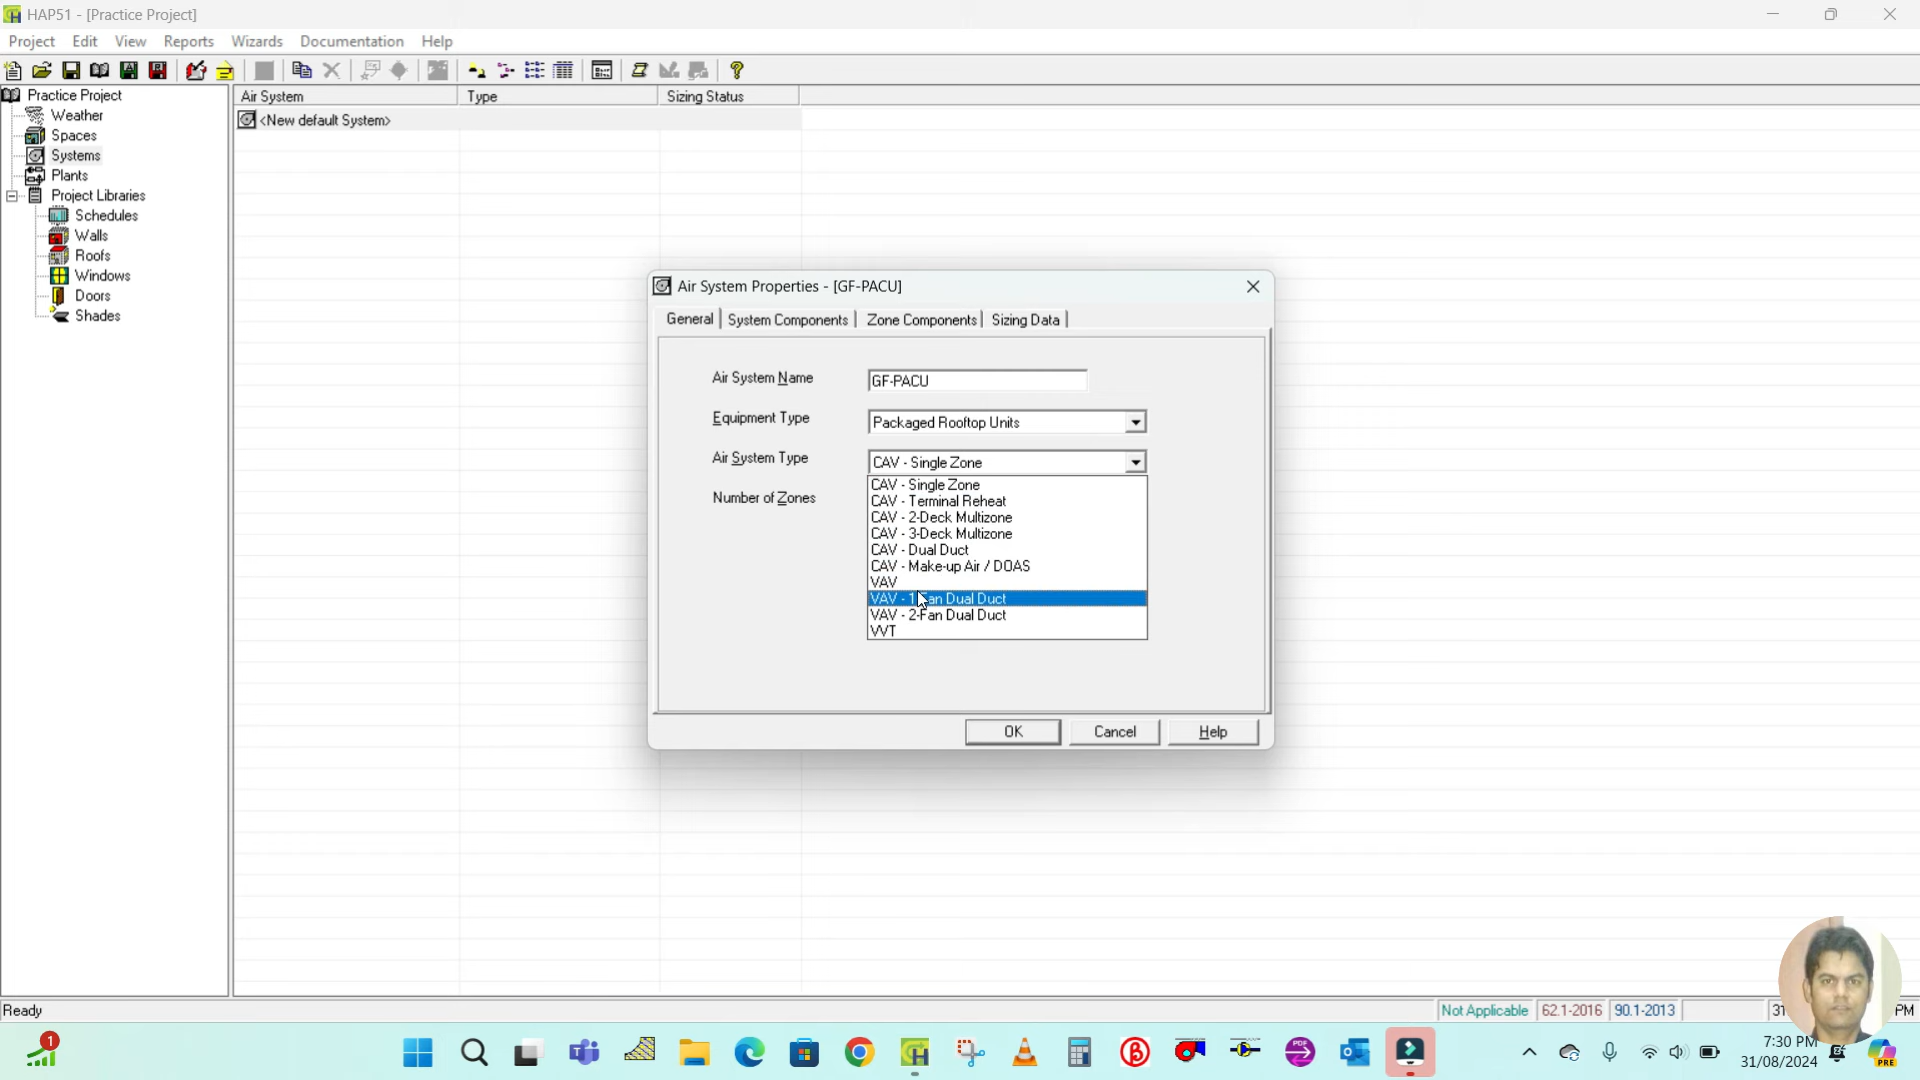 HAP51 - [Practice Project]
Project Edit View Reports Wizards Documentation Help
Practice Project
Weather
Spaces
Systems
Plants
Project Libraries
Schedules
Walls
Roofs
Windows
Doors
Shades
Air System Type Sizing Status
<New default System>
Air System Properties - [GF-PACU]
General System Components Zone Components Sizing Data
Air System Name GF-PACU
Equipment Type Packaged Rooftop Units
Air System Type CAV - Single Zone
Number of Zones
CAV - Single Zone
CAV - Terminal Reheat
CAV - 2-Deck Multizone
CAV - 3-Deck Multizone
CAV - Dual Duct
CAV - Make-up Air / DOAS
VAV
VAV - 1-Fan Dual Duct
VAV - 2-Fan Dual Duct
VVT
OK Cancel Help
Ready Not Applicable 62.1-2016 90.1-2013 PM
1 PDF 7:30 PM PRE
31/08/2024